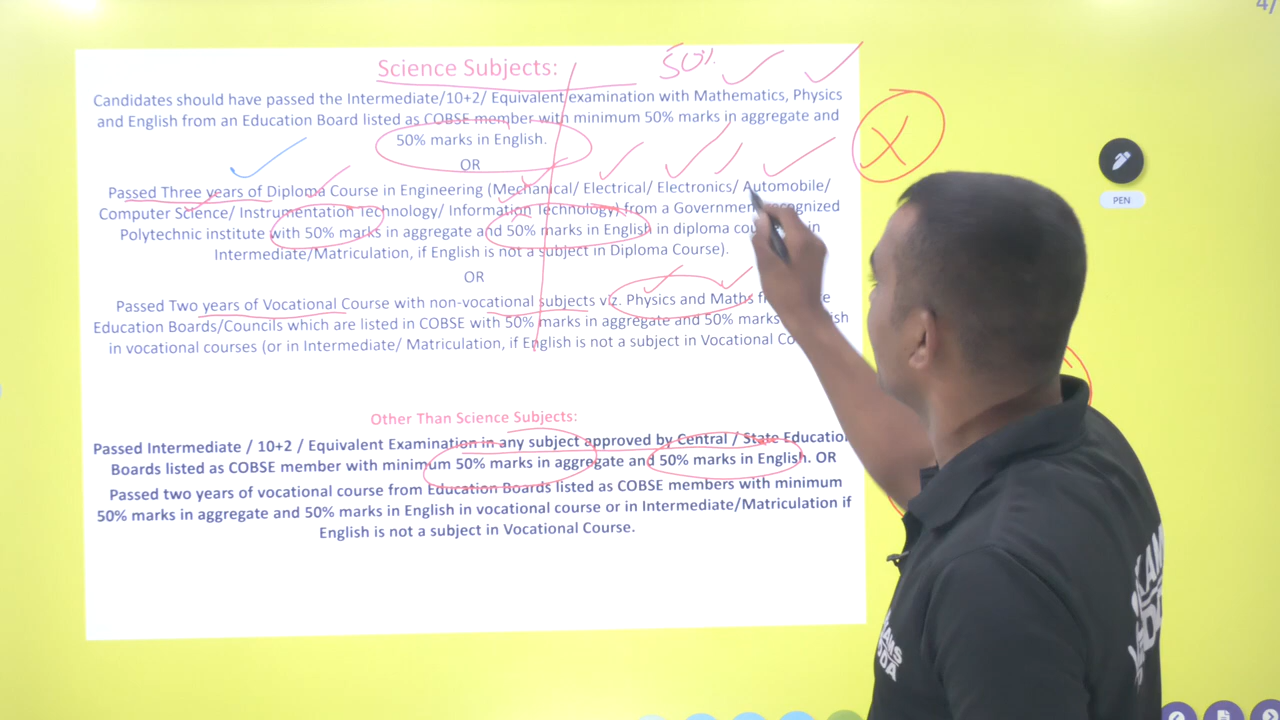 4/
Science Subjects:
50%
Candidates should have passed the Intermediate/10+2/ Equivalent examination with Mathematics, Physics
and English from an Education Board listed as COBSE member with minimum 50% marks in aggregate and
50% marks in English.
OR
Passed Three years of Diploma Course in Engineering (Mechanical/ Electrical/ Electronics/ Automobile/
Computer Science/ Instrumentation Technology/ Information Technology) from a Government recognized
Polytechnic institute with 50% marks in aggregate and 50% marks in English in diploma cou in
Intermediate/Matriculation, if English is not a subject in Diploma Course).
OR
Passed Two years of Vocational Course with non-vocational subjects viz. Physics and Maths
Education Boards/Councils which are listed in COBSE with 50% marks in aggregate and 50% marks
in vocational courses (or in Intermediate/ Matriculation, if English is not a subject in Vocational Co
Other Than Science Subjects:
Passed Intermediate / 10+2 / Equivalent Examination in any subject approved by Central / State Educatio
Boards listed as COBSE member with minimum 50% marks in aggregate and 50% marks in English. OR
Passed two years of vocational course from Education Boards listed as COBSE members with minimum
50% marks in aggregate and 50% marks in English in vocational course or in Intermediate/Matriculation if
English is not a subject in Vocational Course.
PEN